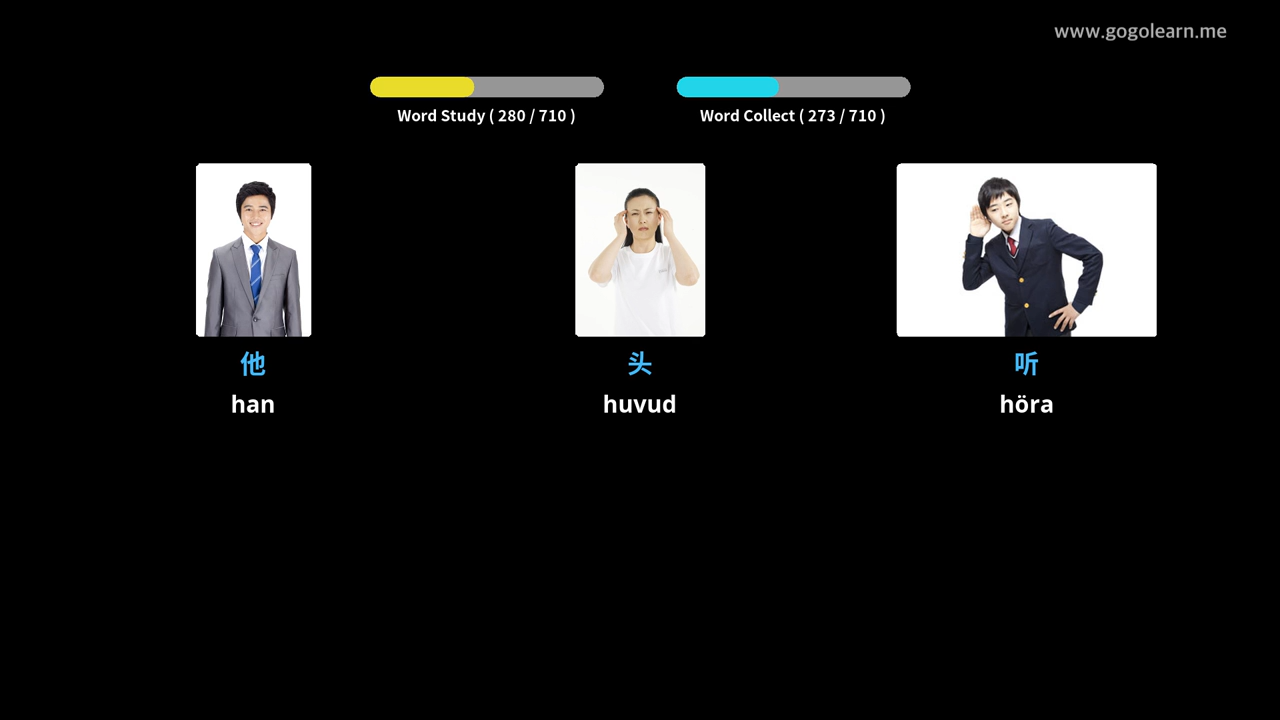 www.gogolearn.me
Word Study ( 280 / 710 )
Word Collect ( 273 / 710 )
他
han
头
huvud
听
höra